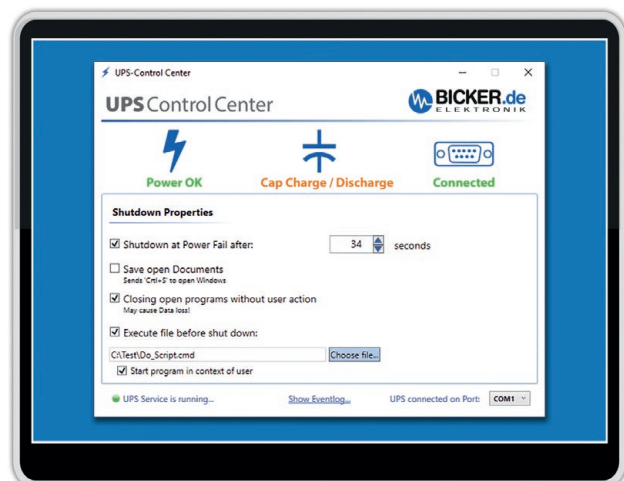 UPS-Control Center
UPS Control Center
BICKER.de
ELEKTRONIK
Power OK
Cap Charge / Discharge
Connected
Shutdown Properties
Shutdown at Power Fail after: 34 seconds
Save open Documents
Sends 'Crtl+S' to open Windows
Closing open programs without user action
May cause Data loss!
Execute file before shut down:
C:\Test\Do_Script.cmd Choose file...
Start program in context of user
UPS Service is running... Show Eventlog... UPS connected on Port: COM1